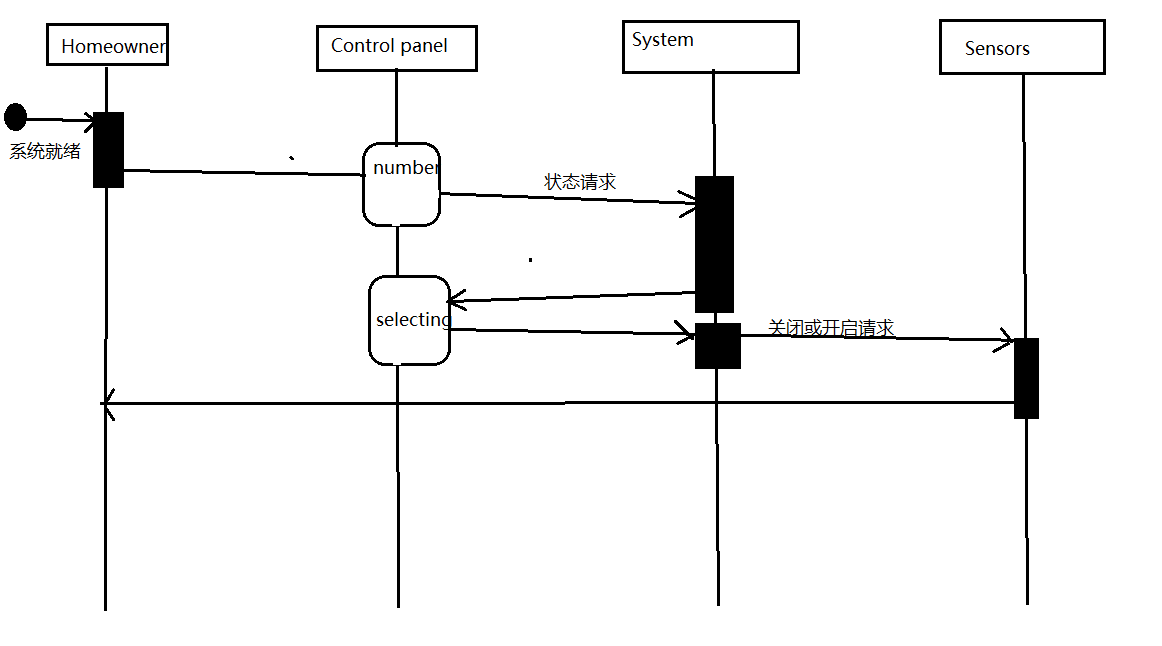 Homeowner
Control panel
System
Sensors
系统就绪
number
状态请求
selecting
关闭或开启请求